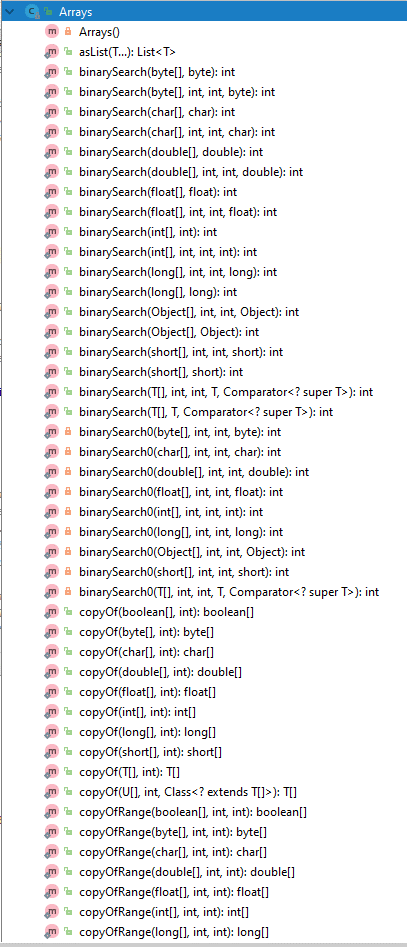 Arrays
Arrays()
asList(T...): List<T>
binarySearch(byte[], byte): int
binarySearch(byte[], int, int, byte): int
binarySearch(char[], char): int
binarySearch(char[], int, int, char): int
binarySearch(double[], double): int
binarySearch(double[], int, int, double): int
binarySearch(float[], float): int
binarySearch(float[], int, int, float): int
binarySearch(int[], int): int
binarySearch(int[], int, int, int): int
binarySearch(long[], int, int, long): int
binarySearch(long[], long): int
binarySearch(Object[], int, int, Object): int
binarySearch(Object[], Object): int
binarySearch(short[], int, int, short): int
binarySearch(short[], short): int
binarySearch(T[], int, int, T, Comparator<? super T>): int
binarySearch(T[], T, Comparator<? super T>): int
binarySearch0(byte[], int, int, byte): int
binarySearch0(char[], int, int, char): int
binarySearch0(double[], int, int, double): int
binarySearch0(float[], int, int, float): int
binarySearch0(int[], int, int, int): int
binarySearch0(long[], int, int, long): int
binarySearch0(Object[], int, int, Object): int
binarySearch0(short[], int, int, short): int
binarySearch0(T[], int, int, T, Comparator<? super T>): int
copyOf(boolean[], int): boolean[]
copyOf(byte[], int): byte[]
copyOf(char[], int): char[]
copyOf(double[], int): double[]
copyOf(float[], int): float[]
copyOf(int[], int): int[]
copyOf(long[], int): long[]
copyOf(short[], int): short[]
copyOf(T[], int): T[]
copyOf(U[], int, Class<? extends T[]>): T[]
copyOfRange(boolean[], int, int): boolean[]
copyOfRange(byte[], int, int): byte[]
copyOfRange(char[], int, int): char[]
copyOfRange(double[], int, int): double[]
copyOfRange(float[], int, int): float[]
copyOfRange(int[], int, int): int[]
copyOfRange(long[], int, int): long[]